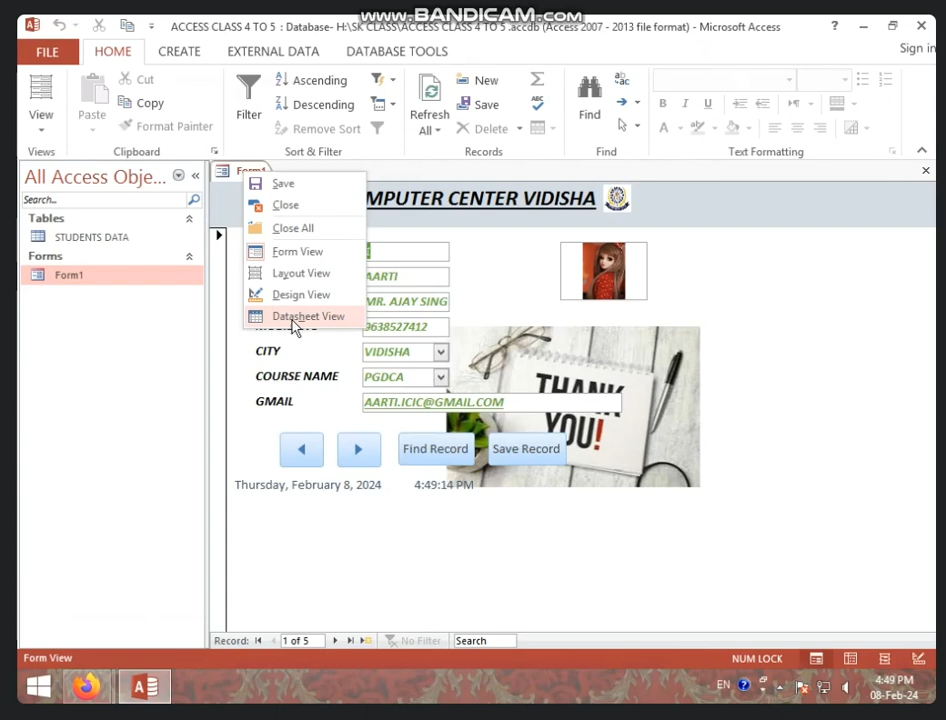 www.BANDICAM.com
ACCESS CLASS 4 TO 5 : Database- H:\SK CLASS\ACCESS CLASS 4 TO 5.accdb (Access 2007 - 2013 file format) - Microsoft Access
?
FILE
HOME
CREATE
EXTERNAL DATA
DATABASE TOOLS
Sign in
View
Views
Paste
Cut
Copy
Format Painter
Clipboard
Filter
Ascending
Descending
Remove Sort
Sort & Filter
Refresh
All
New
Save
Delete
Records
Find
Find
B I U
A
Text Formatting
All Access Obje...
Search...
Tables
STUDENTS DATA
Forms
Form1
Form1
Save
Close
Close All
Form View
Layout View
Design View
Datasheet View
MPUTER CENTER VIDISHA
AARTI
MR. AJAY SING
9638527412
CITY
VIDISHA
COURSE NAME
PGDCA
GMAIL
AARTI.ICIC@GMAIL.COM
THANK
YOU!
Find Record
Save Record
Thursday, February 8, 2024
4:49:14 PM
Record:
1 of 5
No Filter
Search
Form View
NUM LOCK
EN
4:49 PM
08-Feb-24